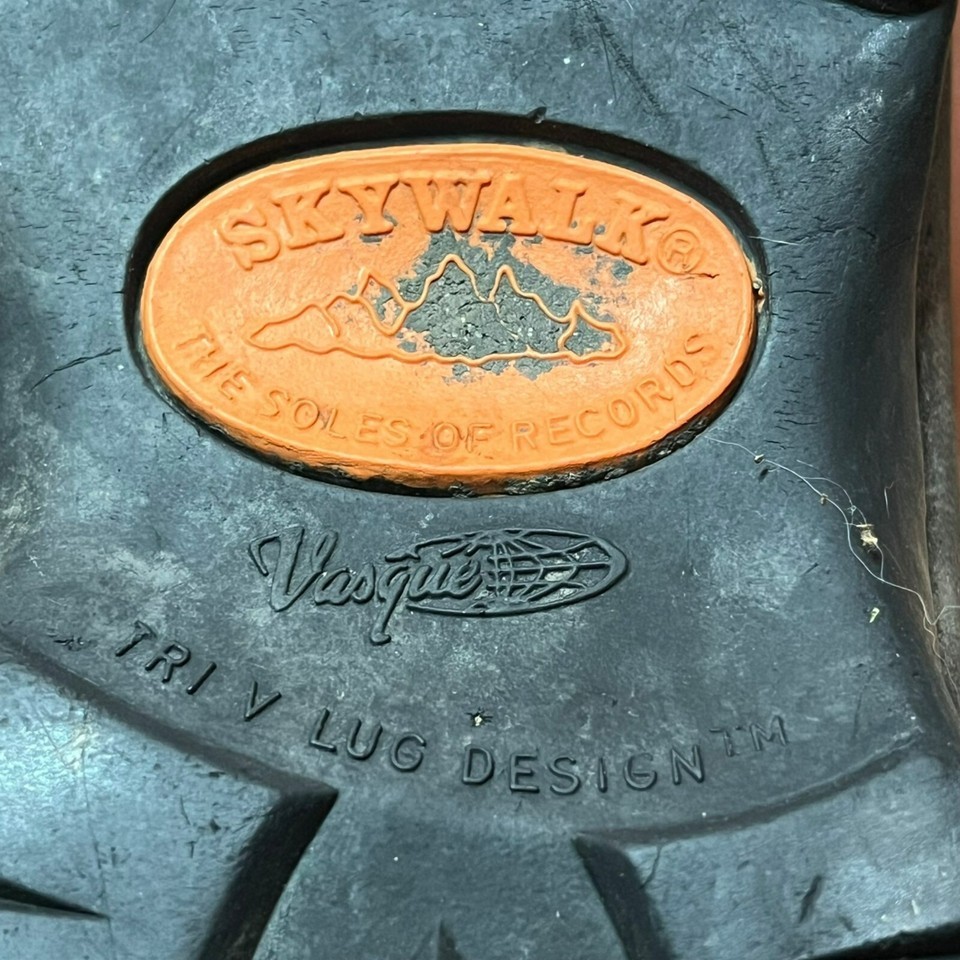 SKYWALK®
THE SOLES OF RECORDS
Vasque
TRI V LUG DESIGN™